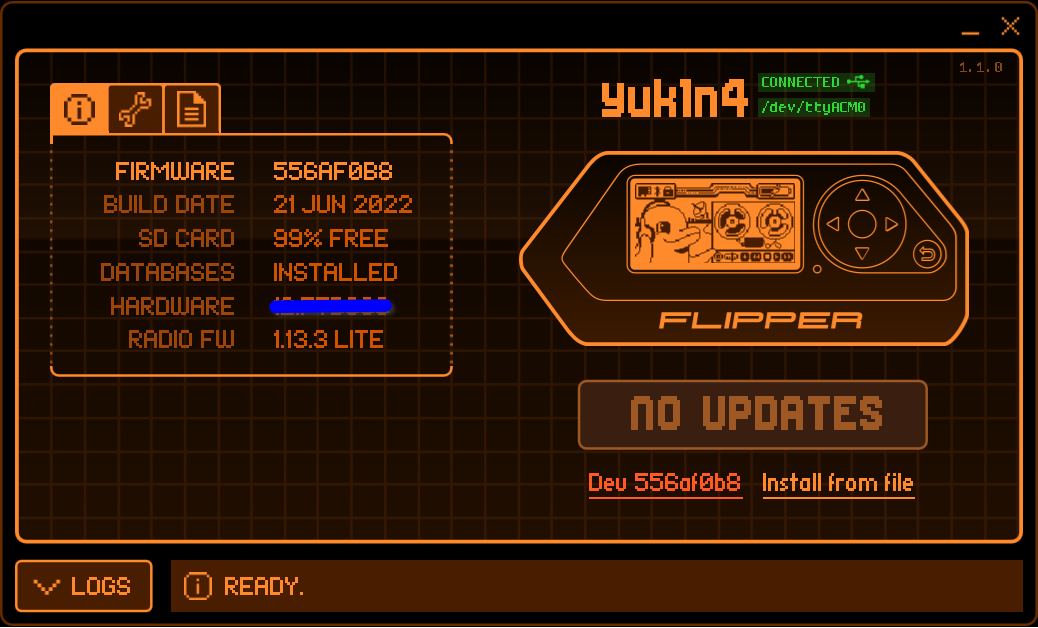 1.1.0
yuk1n4
CONNECTED
/dev/ttyACM0
FIRMWARE 556AF0B8
BUILD DATE 21 JUN 2022
SD CARD 99% FREE
DATABASES INSTALLED
HARDWARE
RADIO FW 1.13.3 LITE
FLIPPER
NO UPDATES
Dev 556af0b8 Install from file
LOGS
READY.